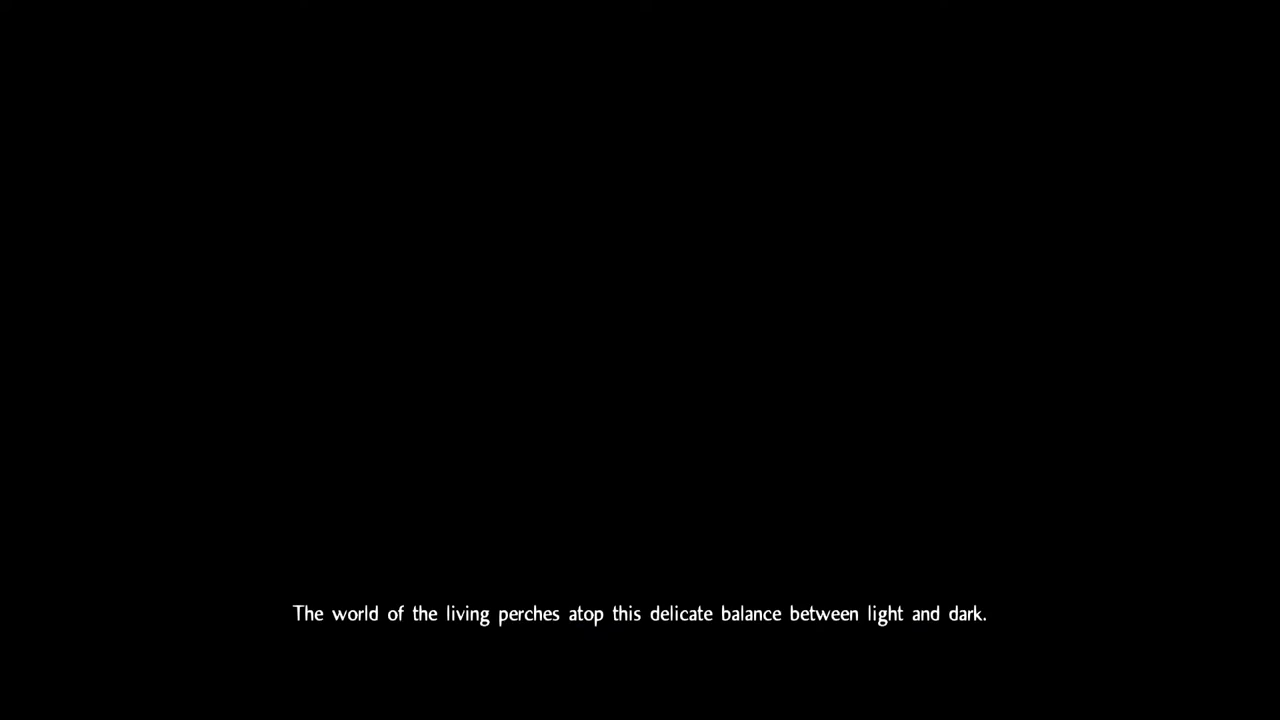 The world of the living perches atop this delicate balance between light and dark.